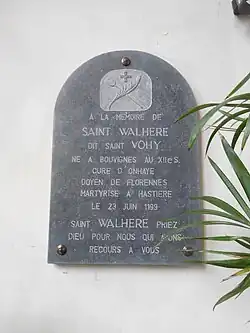 A LA MEMOIRE DE
SAINT WALHERE
DIT SAINT VOHY
NE A BOUVIGNES AU XIIe S.
CURE D'ONHAYE
DOYEN DE FLORENNES
MARTYRISE A HASTIERE
LE 23 JUIN 1199
SAINT WALHERE PRIEZ
DIEU POUR NOUS QUI AVONS
RECOURS A VOUS